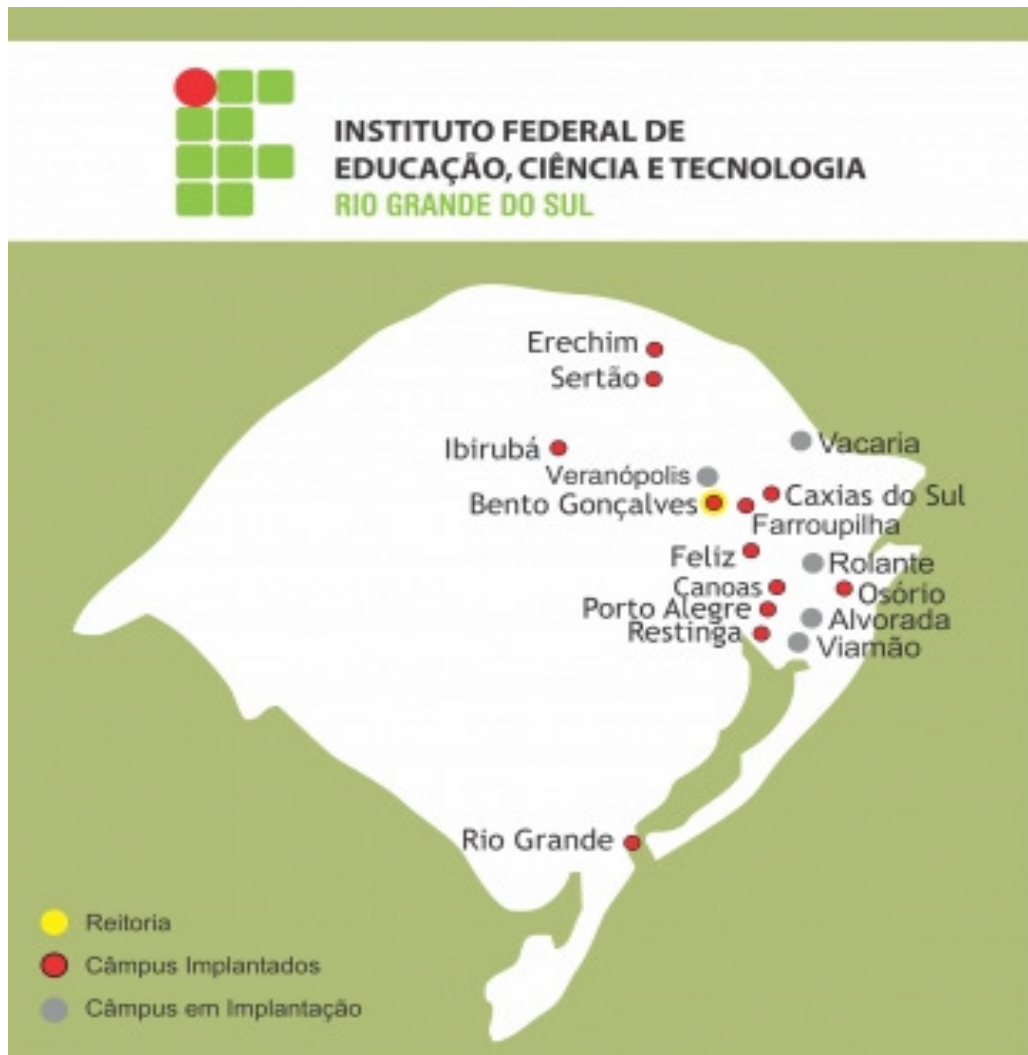 INSTITUTO FEDERAL DE
EDUCAÇÃO, CIÊNCIA E TECNOLOGIA
RIO GRANDE DO SUL
Erechim
Sertão
Ibirubá
Vacaria
Veranópolis
Bento Gonçalves
Caxias do Sul
Farroupilha
Feliz
Rolante
Canoas
Osório
Porto Alegre
Alvorada
Restinga
Viamão
Rio Grande
Reitoria
Câmpus Implantados
Câmpus em Implantação